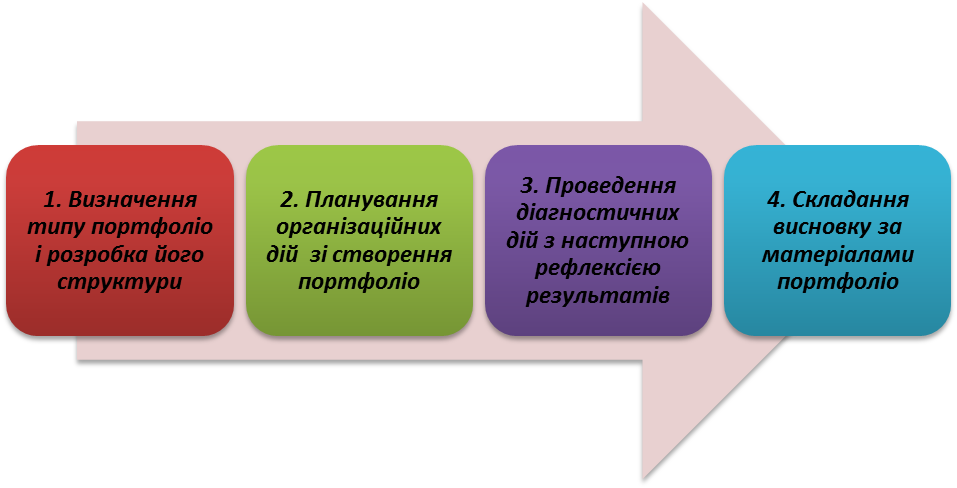 1. Визначення
типу портфоліо
і розробка його
структури
2. Планування
організаційних
дій  зі створення
портфоліо
3. Проведення
діагностичних
дій з наступною
рефлексією
результатів
4. Складання
висновку за
матеріалами
портфоліо